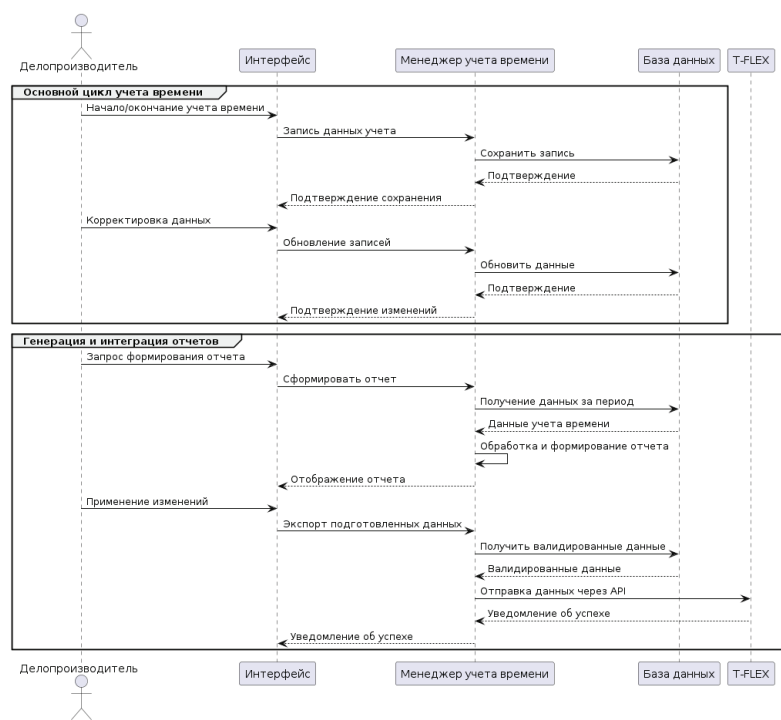 Делопроизводитель
Интерфейс
Менеджер учета времени
База данных
T-FLEX
Основной цикл учета времени
Начало/окончание учета времени
Запись данных учета
Сохранить запись
Подтверждение
Подтверждение сохранения
Корректировка данных
Обновление записей
Обновить данные
Подтверждение
Подтверждение изменений
Генерация и интеграция отчетов
Запрос формирования отчета
Сформировать отчет
Получение данных за период
Данные учета времени
Обработка и формирование отчета
Отображение отчета
Применение изменений
Экспорт подготовленных данных
Получить валидированные данные
Валидированные данные
Отправка данных через API
Уведомление об успехе
Уведомление об успехе
Делопроизводитель
Интерфейс
Менеджер учета времени
База данных
T-FLEX